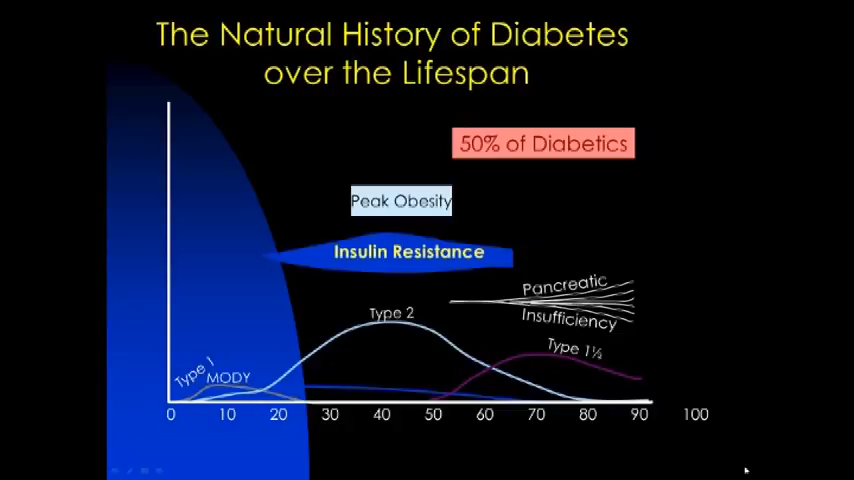 The Natural History of Diabetes
over the Lifespan
50% of Diabetics
Peak Obesity
Insulin Resistance
Pancreatic
Insufficiency
Type 2
Type 1½
Type 1
MODY
0 10 20 30 40 50 60 70 80 90 100